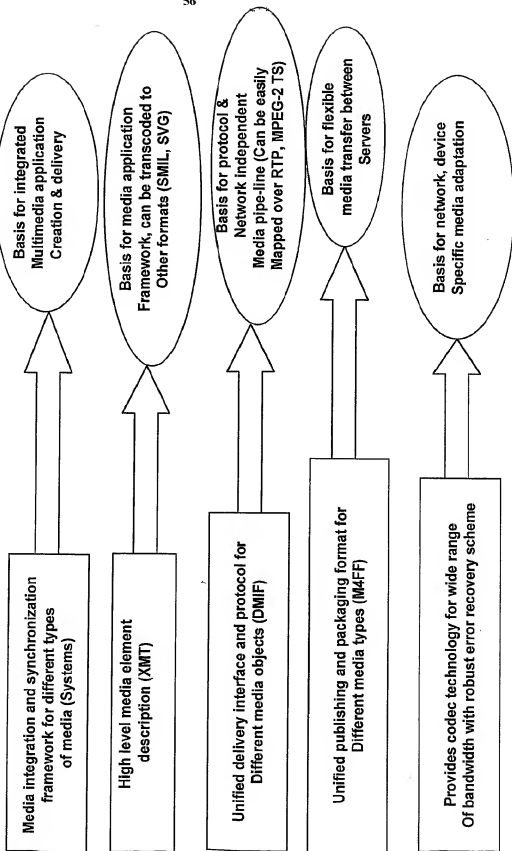 56
Media integration and synchronization
framework for different types
of media (Systems)
Basis for integrated
Multimedia application
Creation & delivery
High level media element
description (XMT)
Basis for media application
Framework, can be transcoded to
Other formats (SMIL, SVG)
Unified delivery interface and protocol for
Different media objects (DMIF)
Basis for protocol &
Network independent
Media pipe-line (Can be easily
Mapped over RTP, MPEG-2 TS)
Unified publishing and packaging format for
Different media types (M4FF)
Basis for flexible
media transfer between
Servers
Provides codec technology for wide range
Of bandwidth with robust error recovery scheme
Basis for network, device
Specific media adaptation